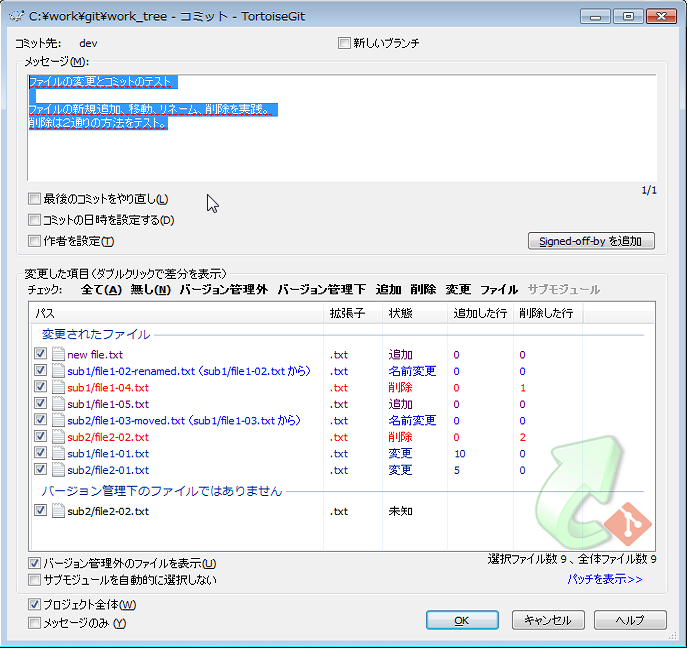 C:¥work¥git¥work_tree - コミット - TortoiseGit
コミット先: dev 新しいブランチ
メッセージ(M):
ファイルの変更とコミットのテスト
ファイルの新規追加、移動、リネーム、削除を実践。
削除は2通りの方法をテスト。
1/1
最後のコミットをやり直し(L)
コミットの日時を設定する(D)
作者を設定(T)
Signed-off-by を追加
変更した項目(ダブルクリックで差分を表示)
チェック: 全て(A) 無し(N) バージョン管理外 バージョン管理下 追加 削除 変更 ファイル サブモジュール
パス 拡張子 状態 追加した行 削除した行
変更されたファイル
new file.txt .txt 追加 0 0
sub1/file1-02-renamed.txt (sub1/file1-02.txt から) .txt 名前変更 0 0
sub1/file1-04.txt .txt 削除 0 1
sub1/file1-05.txt .txt 追加 0 0
sub2/file1-03-moved.txt (sub1/file1-03.txt から) .txt 名前変更 0 0
sub2/file2-02.txt .txt 削除 0 2
sub1/file1-01.txt .txt 変更 10 0
sub2/file2-01.txt .txt 変更 5 0
バージョン管理下のファイルではありません
sub2/file2-02.txt .txt 未知
バージョン管理外のファイルを表示(U)
選択ファイル数 9 、全体ファイル数 9
サブモジュールを自動的に選択しない
パッチを表示>>
プロジェクト全体(W)
メッセージのみ (Y)
OK キャンセル ヘルプ